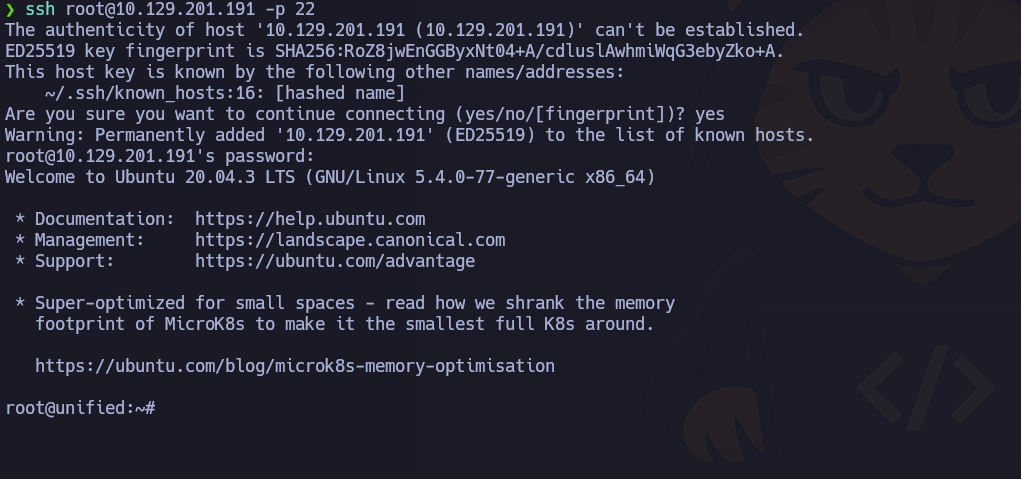 ❯ ssh root@10.129.201.191 -p 22
The authenticity of host '10.129.201.191 (10.129.201.191)' can't be established.
ED25519 key fingerprint is SHA256:RoZ8jwEnGGByxNt04+A/cdluslAwhmiWqG3ebyZko+A.
This host key is known by the following other names/addresses:
    ~/.ssh/known_hosts:16: [hashed name]
Are you sure you want to continue connecting (yes/no/[fingerprint])? yes
Warning: Permanently added '10.129.201.191' (ED25519) to the list of known hosts.
root@10.129.201.191's password:
Welcome to Ubuntu 20.04.3 LTS (GNU/Linux 5.4.0-77-generic x86_64)

 * Documentation:  https://help.ubuntu.com
 * Management:     https://landscape.canonical.com
 * Support:        https://ubuntu.com/advantage

 * Super-optimized for small spaces - read how we shrank the memory
   footprint of MicroK8s to make it the smallest full K8s around.

   https://ubuntu.com/blog/microk8s-memory-optimisation

root@unified:~#
</>